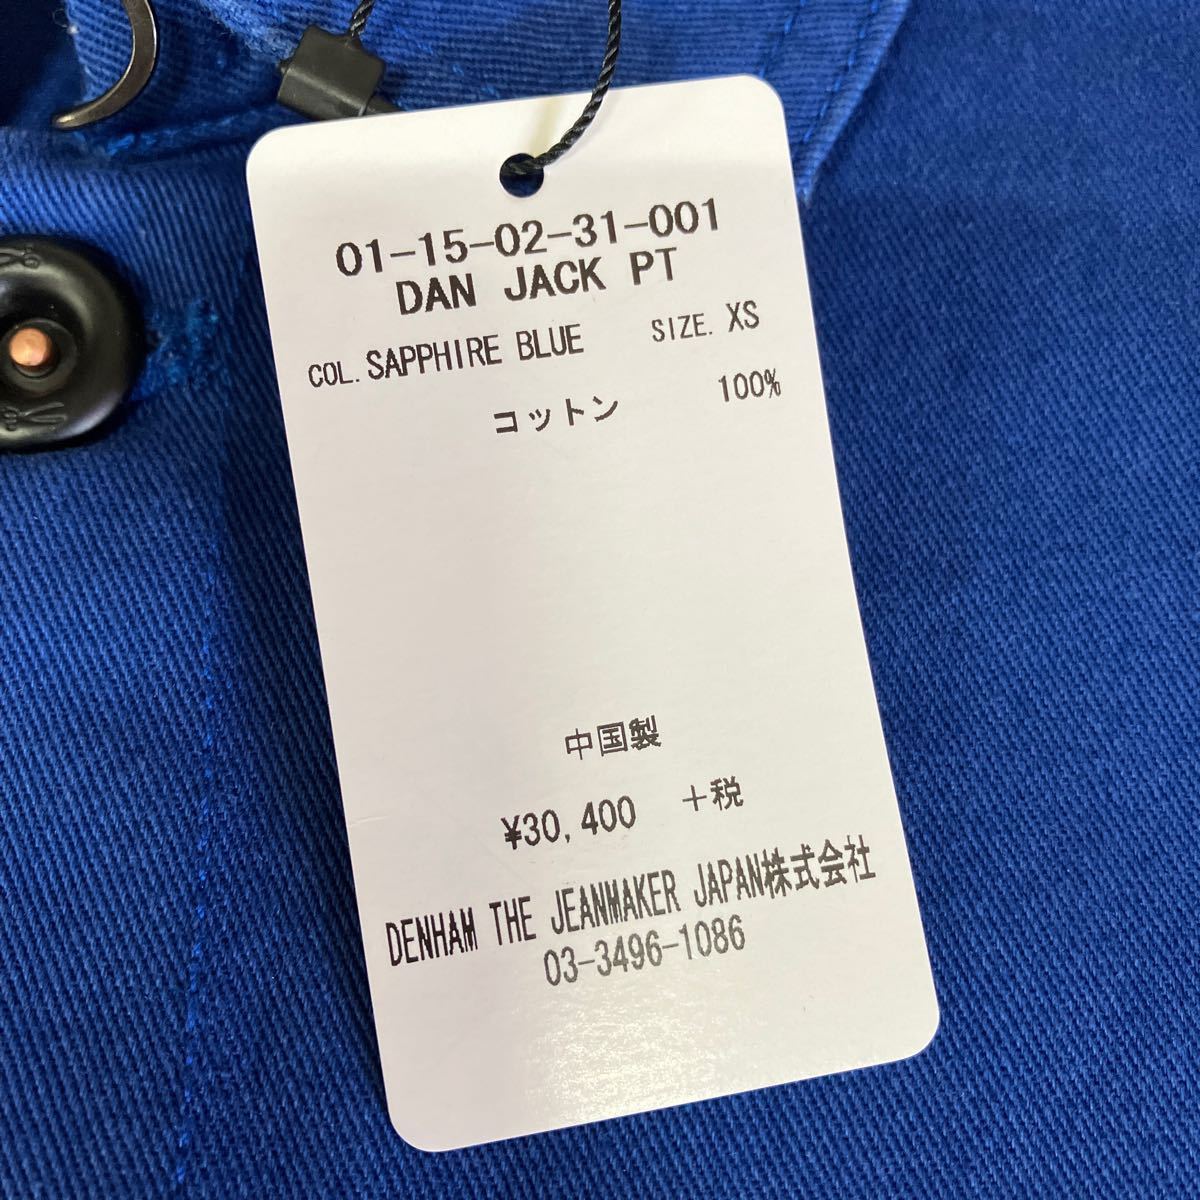 01-15-02-31-001
DAN JACK PT
COL. SAPPHIRE BLUE SIZE. XS
コットン 100%
中国製
¥30,400 +税
DENHAM THE JEANMAKER JAPAN株式会社
03-3496-1086